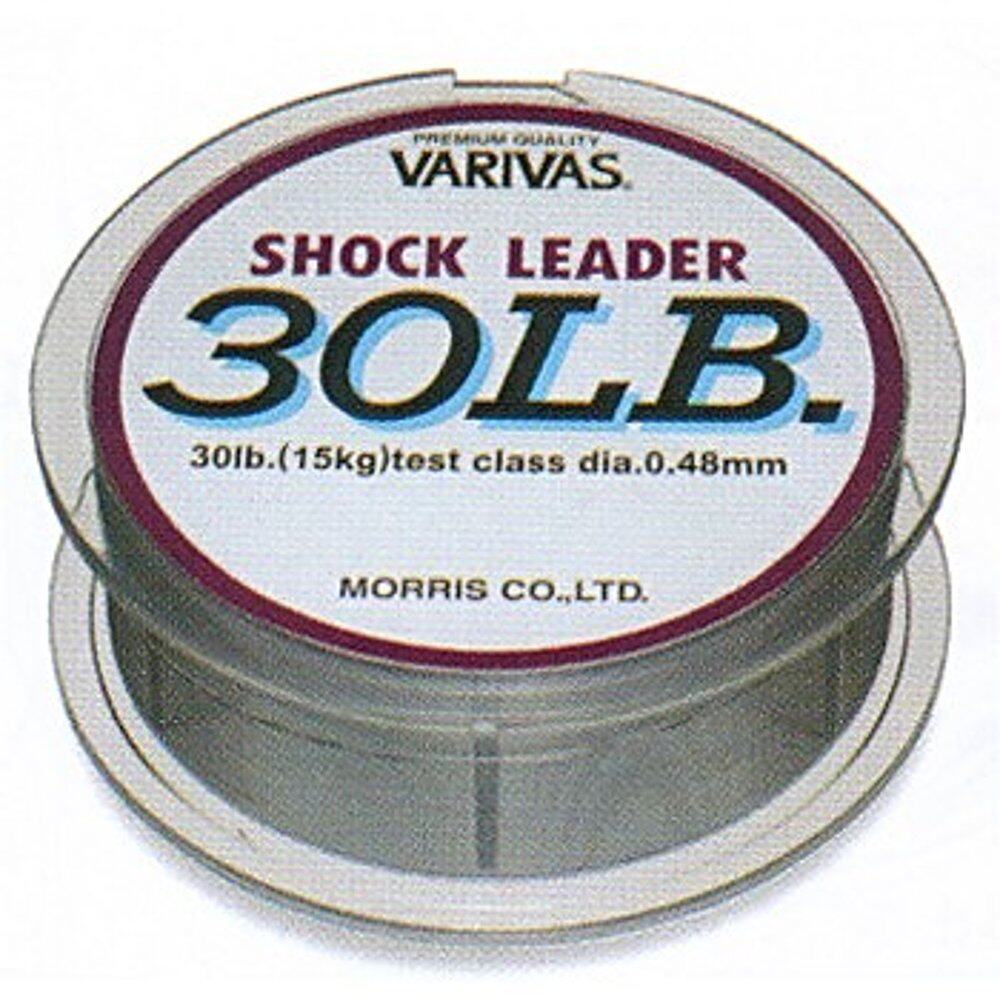 PREMIUM QUALITY
VARIVAS®
SHOCK LEADER
30LB.
30lb.(15kg)test class dia.0.48mm
MORRIS CO.,LTD.